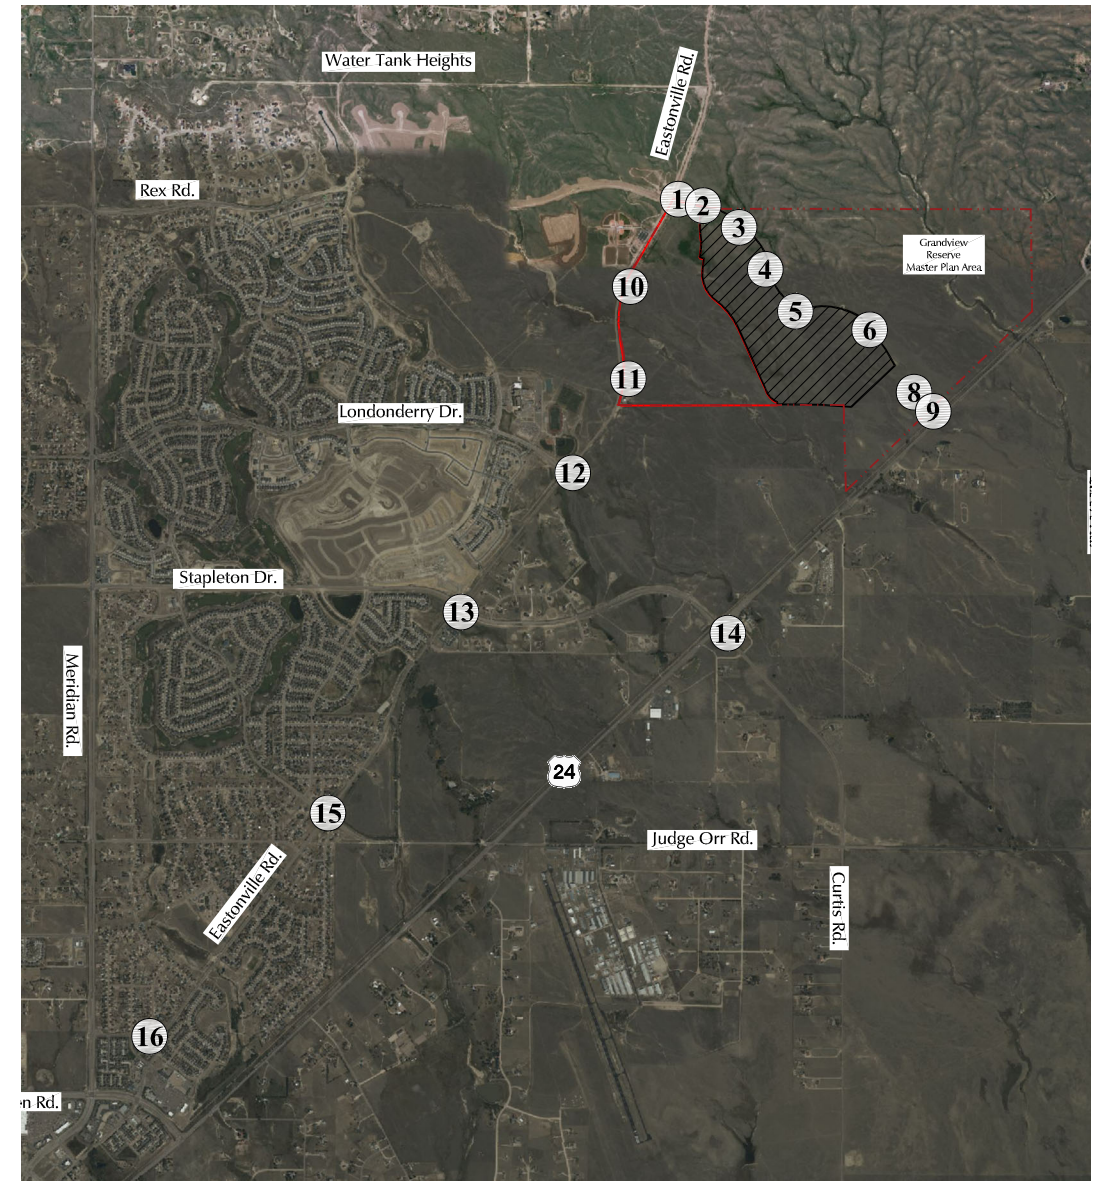 Water Tank Heights
Eastonville Rd.
Rex Rd.
1
2
3
Grandview
Reserve
Master Plan Area
4
10
5
6
11
8
9
Londonderry Dr.
12
Stapleton Dr.
13
14
Meridian Rd.
24
15
Judge Orr Rd.
Eastonville Rd.
Curtis Rd.
16
en Rd.